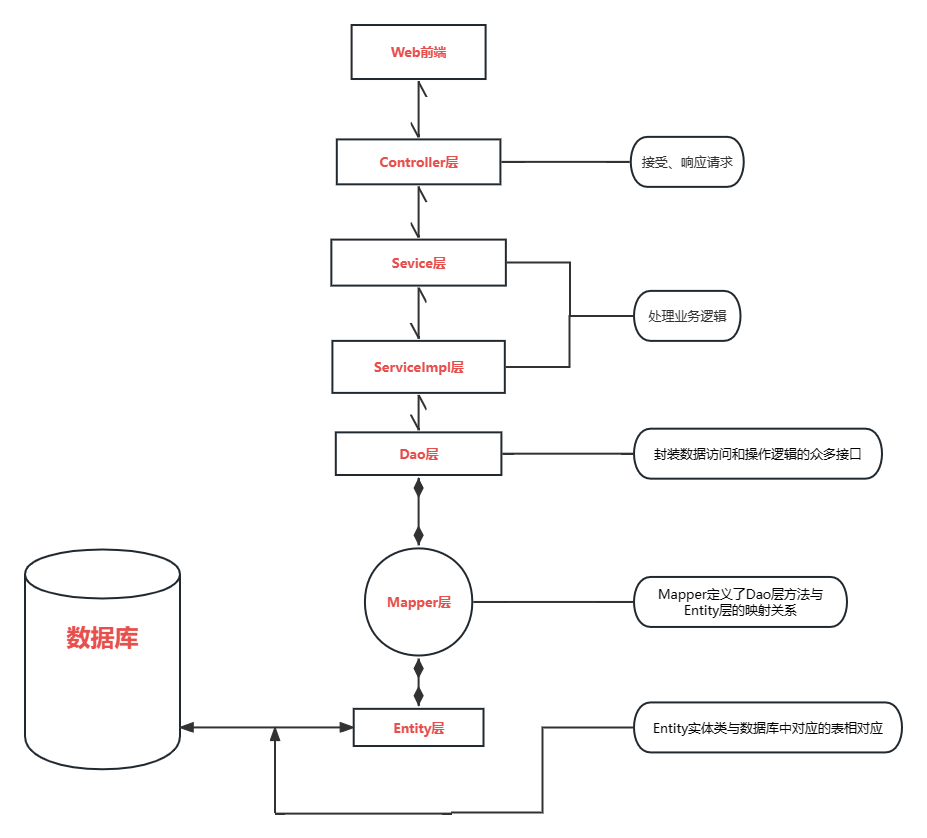 Web前端
Controller层
接受、响应请求
Sevice层
处理业务逻辑
ServiceImpl层
Dao层
封装数据访问和操作逻辑的众多接口
Mapper层
Mapper定义了Dao层方法与
Entity层的映射关系
数据库
Entity层
Entity实体类与数据库中对应的表相对应